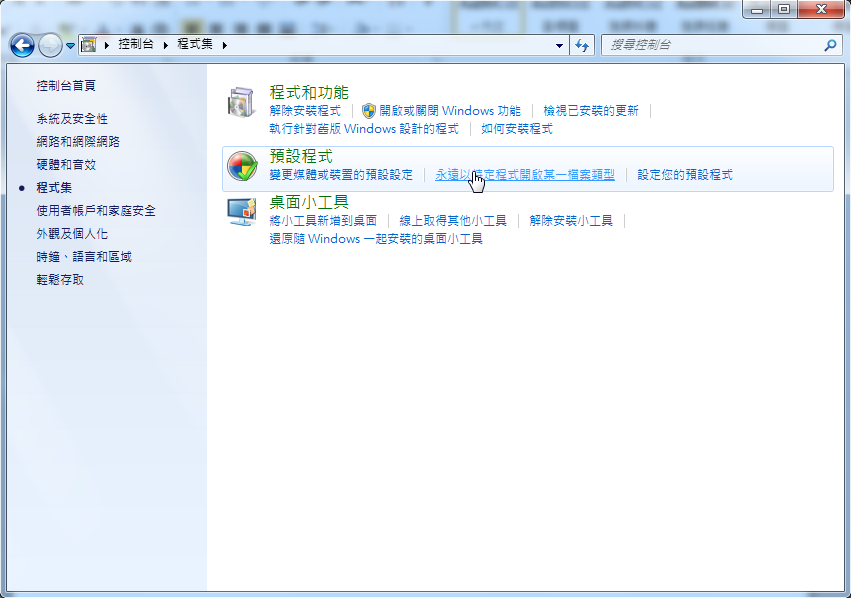 控制台 程式集
搜尋控制台
控制台首頁
系統及安全性
網路和網際網路
硬體和音效
程式集
使用者帳戶和家庭安全
外觀及個人化
時鐘、語言和區域
輕鬆存取
程式和功能
解除安裝程式 開啟或關閉 Windows 功能 檢視已安裝的更新
執行針對舊版 Windows 設計的程式 如何安裝程式
預設程式
變更媒體或裝置的預設設定 永遠以特定程式開啟某一檔案類型 設定您的預設程式
桌面小工具
將小工具新增到桌面 線上取得其他小工具 解除安裝小工具
還原隨 Windows 一起安裝的桌面小工具